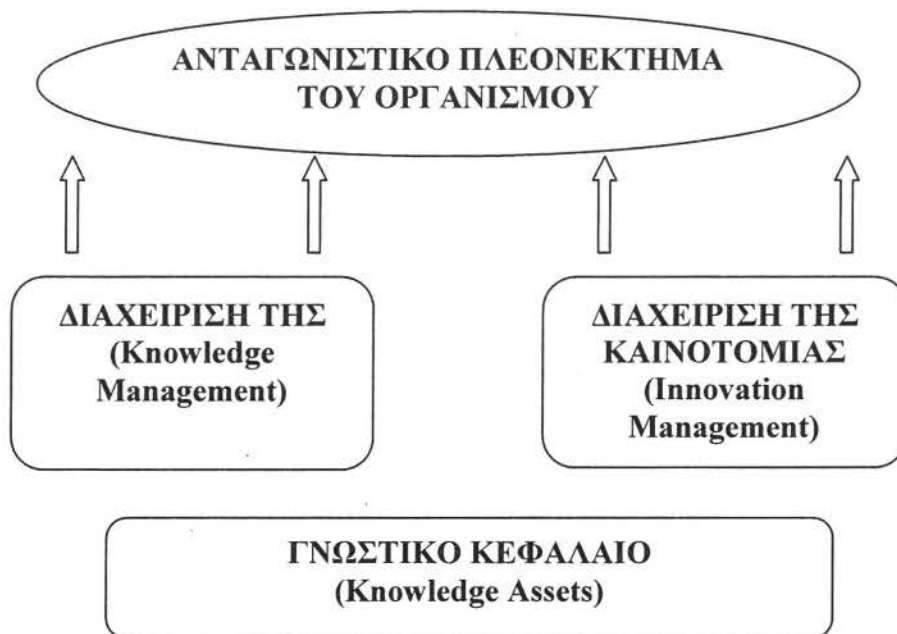 ΑΝΤΑΓΩΝΙΣΤΙΚΟ ΠΛΕΟΝΕΚΤΗΜΑ
ΤΟΥ ΟΡΓΑΝΙΣΜΟΥ
ΔΙΑΧΕΙΡΙΣΗ ΤΗΣ
(Knowledge
Management)
ΔΙΑΧΕΙΡΙΣΗ ΤΗΣ
ΚΑΙΝΟΤΟΜΙΑΣ
(Innovation
Management)
ΓΝΩΣΤΙΚΟ ΚΕΦΑΛΑΙΟ
(Knowledge Assets)